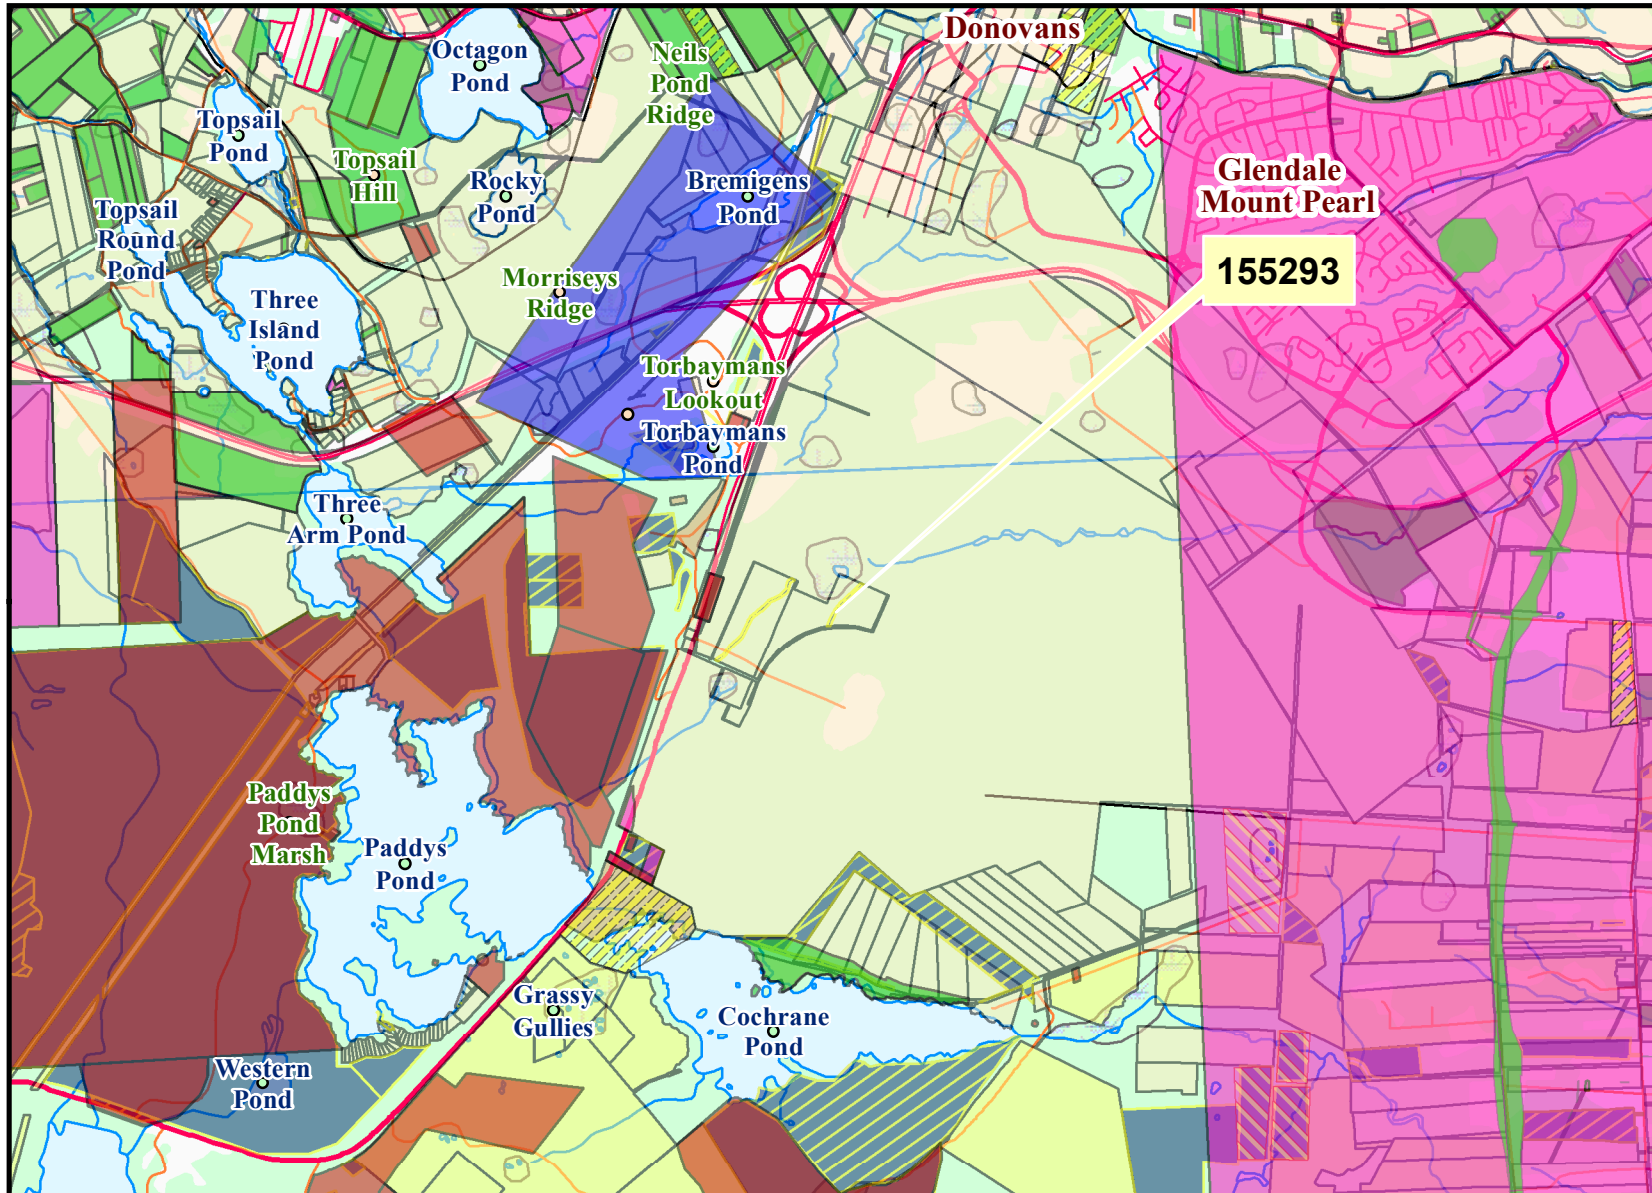 Donovans
Octagon
Pond
Neils
Pond
Ridge
Topsail
Pond
Topsail
Hill
Rocky
Pond
Bremigens
Pond
Glendale
Mount Pearl
155293
Topsail
Round
Pond
Three
Island
Pond
Morriseys
Ridge
Torbaymans
Lookout
Torbaymans
Pond
Three
Arm Pond
Paddys
Pond
Marsh
Paddys
Pond
Grassy
Gullies
Cochrane
Pond
Western
Pond